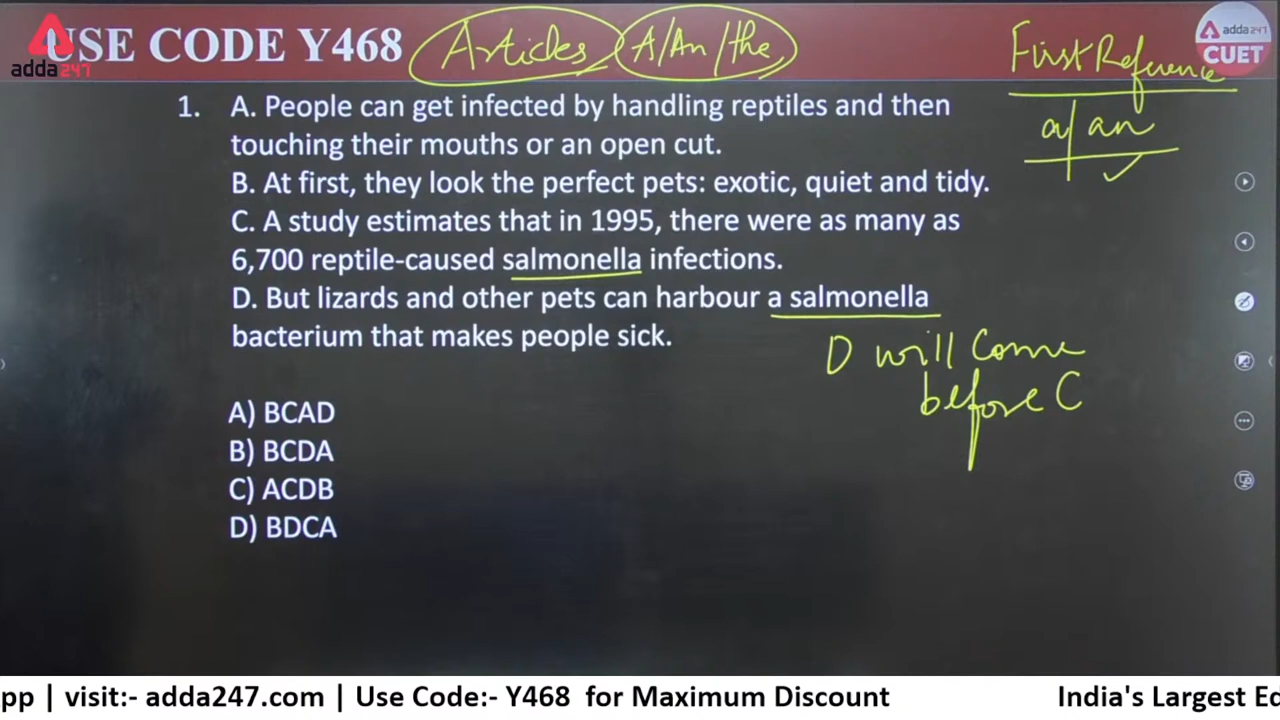 USE CODE Y468
adda247
Articles A/An/the
First Reference
a/an
adda247
CUET
1. A. People can get infected by handling reptiles and then
touching their mouths or an open cut.
B. At first, they look the perfect pets: exotic, quiet and tidy.
C. A study estimates that in 1995, there were as many as
6,700 reptile-caused salmonella infections.
D. But lizards and other pets can harbour a salmonella
bacterium that makes people sick.
D will come
before C
A) BCAD
B) BCDA
C) ACDB
D) BDCA
pp | visit:- adda247.com | Use Code:- Y468 for Maximum Discount India's Largest Ed